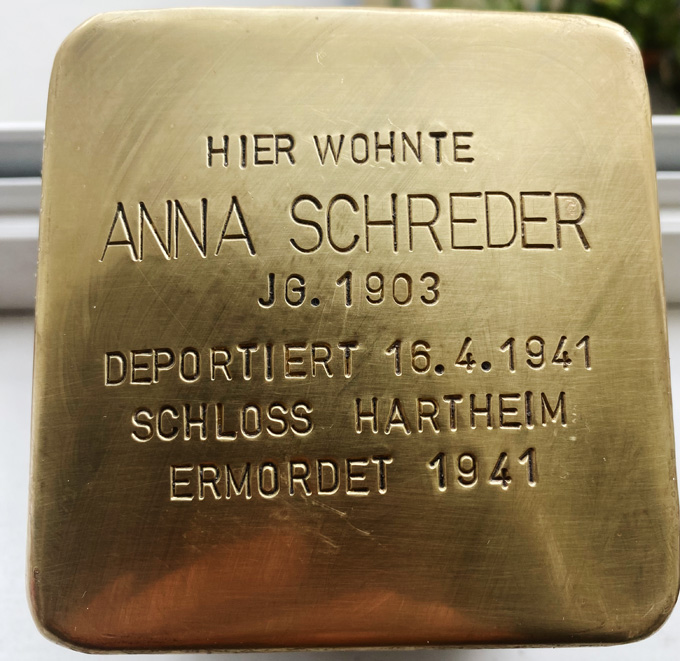 HIER WOHNTE
ANNA SCHREDER
JG. 1903
DEPORTIERT 16.4.1941
SCHLOSS HARTHEIM
ERMORDET 1941